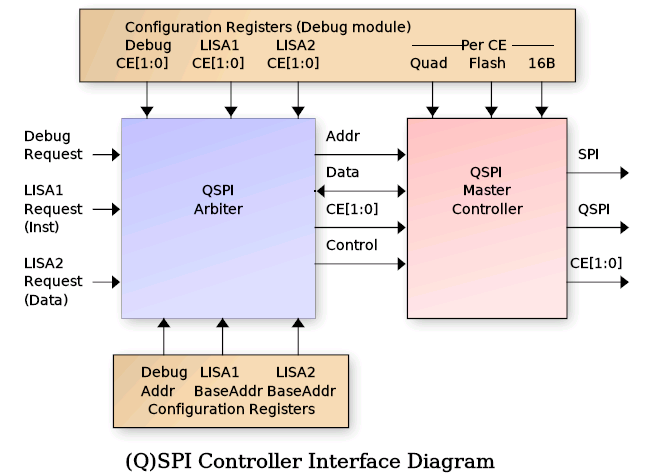 Configuration Registers (Debug module)
Debug LISA1 LISA2 Per CE
CE[1:0] CE[1:0] CE[1:0] Quad Flash 16B
Debug
Request
LISA1
Request
(Inst)
LISA2
Request
(Data)
QSPI
Arbiter
Addr
Data
CE[1:0]
Control
QSPI
Master
Controller
SPI
QSPI
CE[1:0]
Debug LISA1 LISA2
Addr BaseAddr BaseAddr
Configuration Registers
(Q)SPI Controller Interface Diagram